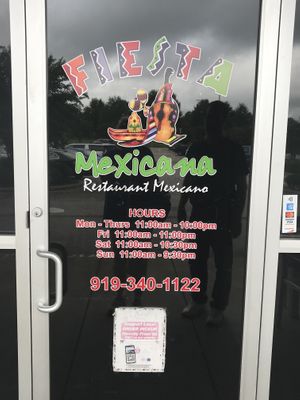 FIESTA
Mexicana
Restaurant Mexicano
HOURS
Mon - Thurs 11:00am - 10:00pm
Fri 11:00am - 11:00pm
Sat 11:00am - 10:30pm
Sun 11:00am - 9:30pm
919-340-1122